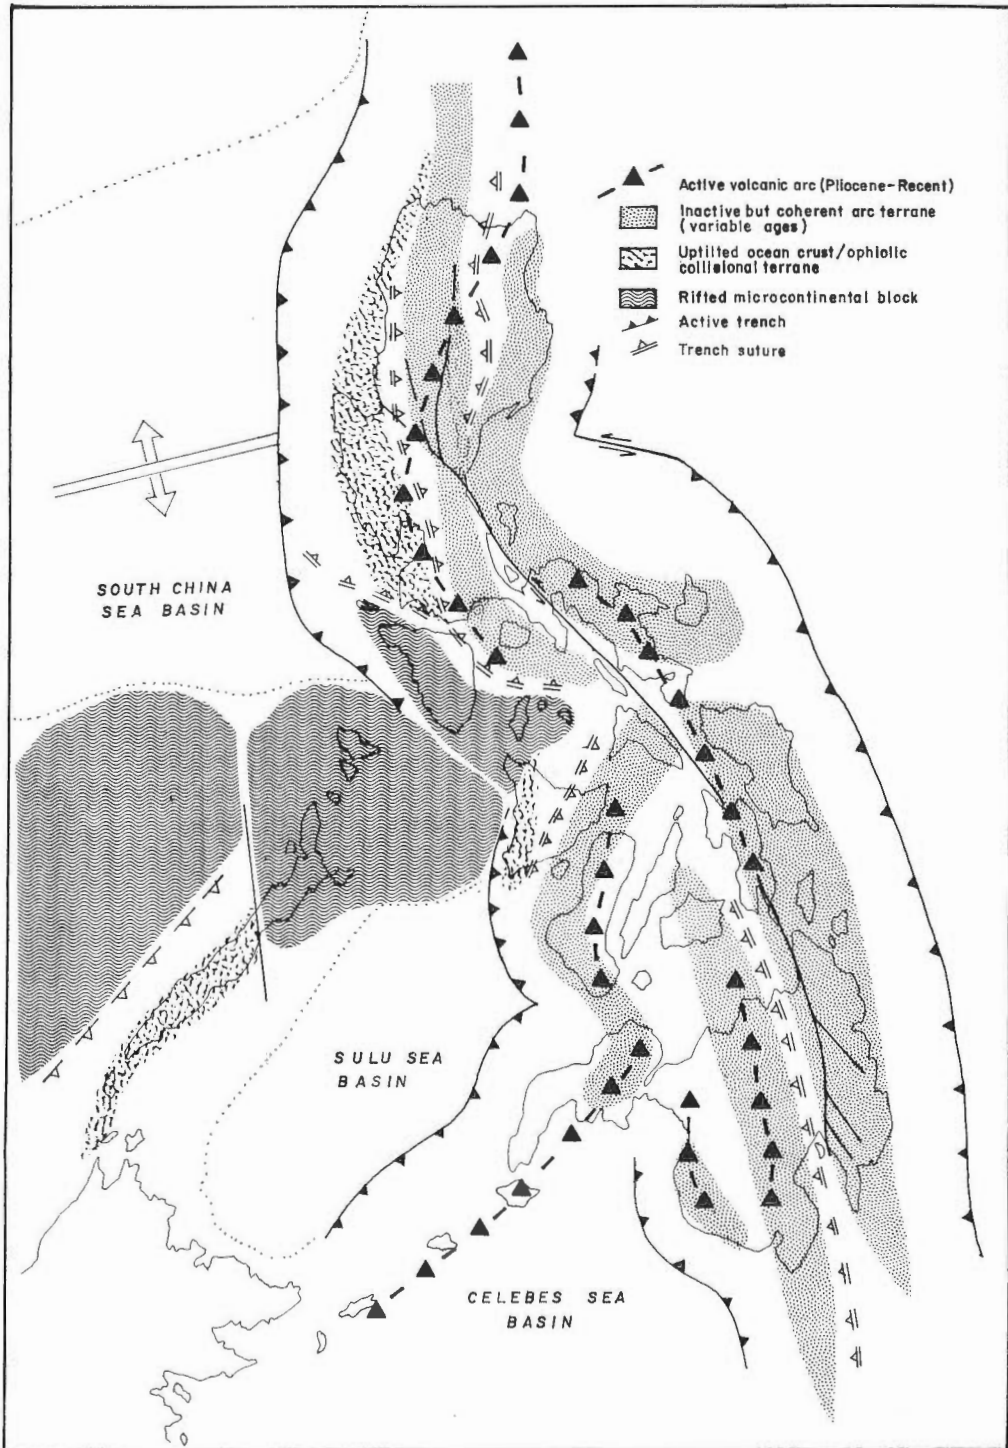 Active volcanic arc (Pliocene-Recent)
Inactive but coherent arc terrane
(variable ages)
Uptilted ocean crust/ophiolic
collisional terrane
Rifted microcontinental block
Active trench
Trench suture
SOUTH CHINA
SEA BASIN
SULU SEA
BASIN
CELEBES SEA
BASIN